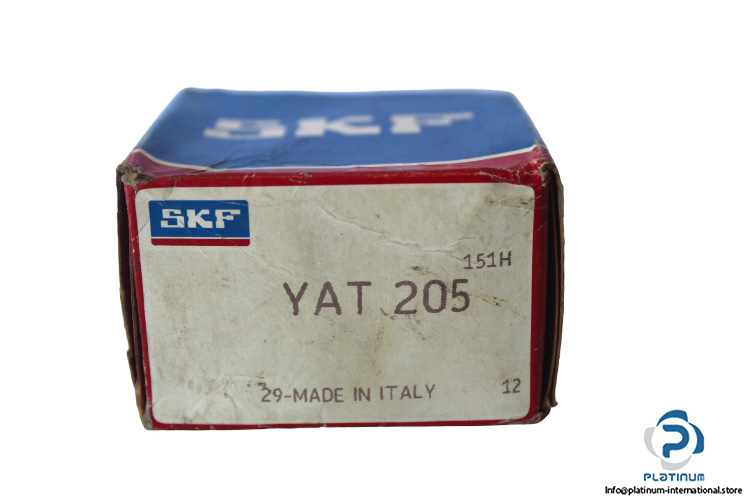 SKF
SKF
151H
YAT 205
29-MADE IN ITALY
12
PLATINUM
Info@platinum-international.store